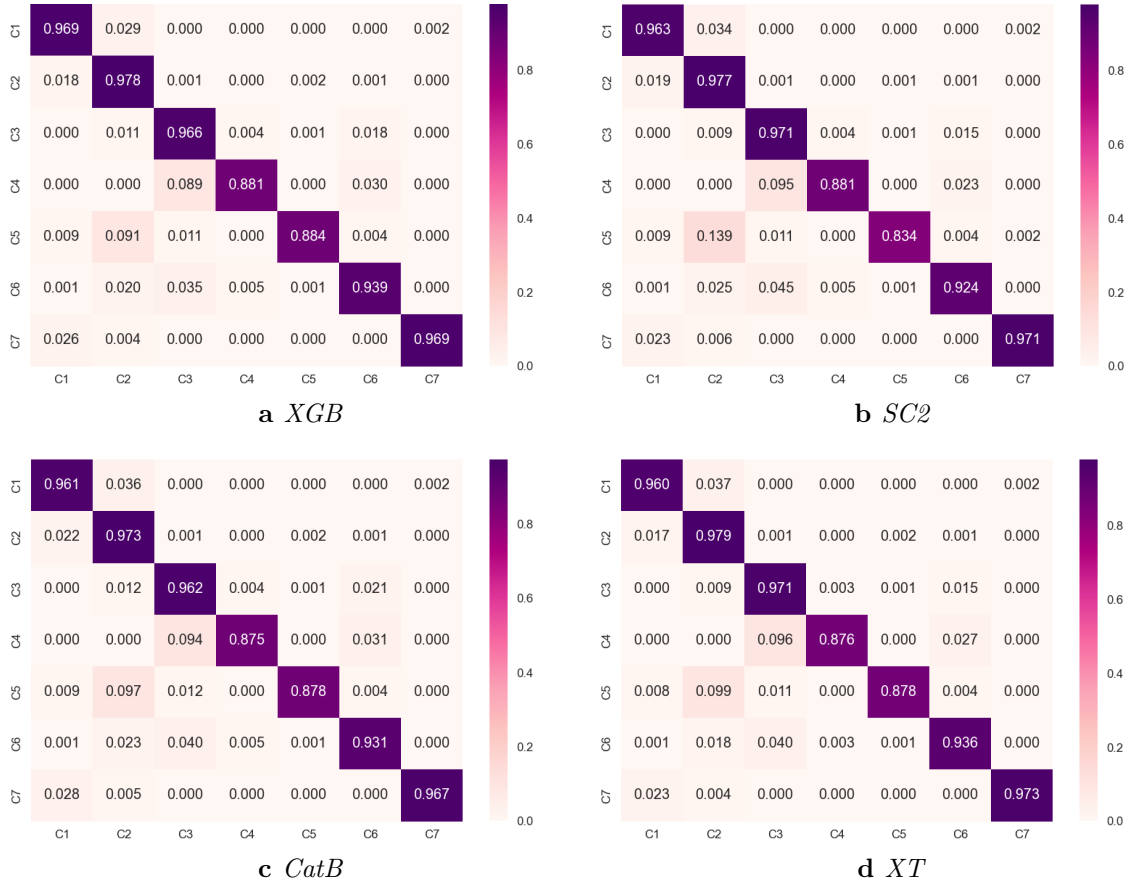 C1 0.969 0.029 0.000 0.000 0.000 0.000 0.002
C2 0.018 0.978 0.001 0.000 0.002 0.001 0.000
C3 0.000 0.011 0.966 0.004 0.001 0.018 0.000
C4 0.000 0.000 0.089 0.881 0.000 0.030 0.000
C5 0.009 0.091 0.011 0.000 0.884 0.004 0.000
C6 0.001 0.020 0.035 0.005 0.001 0.939 0.000
C7 0.026 0.004 0.000 0.000 0.000 0.000 0.969
C1 C2 C3 C4 C5 C6 C7
0.8
0.6
0.4
0.2
0.0
a XGB
C1 0.963 0.034 0.000 0.000 0.000 0.000 0.002
C2 0.019 0.977 0.001 0.000 0.001 0.001 0.000
C3 0.000 0.009 0.971 0.004 0.001 0.015 0.000
C4 0.000 0.000 0.095 0.881 0.000 0.023 0.000
C5 0.009 0.139 0.011 0.000 0.834 0.004 0.002
C6 0.001 0.025 0.045 0.005 0.001 0.924 0.000
C7 0.023 0.006 0.000 0.000 0.000 0.000 0.971
C1 C2 C3 C4 C5 C6 C7
0.8
0.6
0.4
0.2
0.0
b SC2
C1 0.961 0.036 0.000 0.000 0.000 0.000 0.002
C2 0.022 0.973 0.001 0.000 0.002 0.001 0.000
C3 0.000 0.012 0.962 0.004 0.001 0.021 0.000
C4 0.000 0.000 0.094 0.875 0.000 0.031 0.000
C5 0.009 0.097 0.012 0.000 0.878 0.004 0.000
C6 0.001 0.023 0.040 0.005 0.001 0.931 0.000
C7 0.028 0.005 0.000 0.000 0.000 0.000 0.967
C1 C2 C3 C4 C5 C6 C7
0.8
0.6
0.4
0.2
0.0
c CatB
C1 0.960 0.037 0.000 0.000 0.000 0.000 0.002
C2 0.017 0.979 0.001 0.000 0.002 0.001 0.000
C3 0.000 0.009 0.971 0.003 0.001 0.015 0.000
C4 0.000 0.000 0.096 0.876 0.000 0.027 0.000
C5 0.008 0.099 0.011 0.000 0.878 0.004 0.000
C6 0.001 0.018 0.040 0.003 0.001 0.936 0.000
C7 0.023 0.004 0.000 0.000 0.000 0.000 0.973
C1 C2 C3 C4 C5 C6 C7
0.8
0.6
0.4
0.2
0.0
d XT